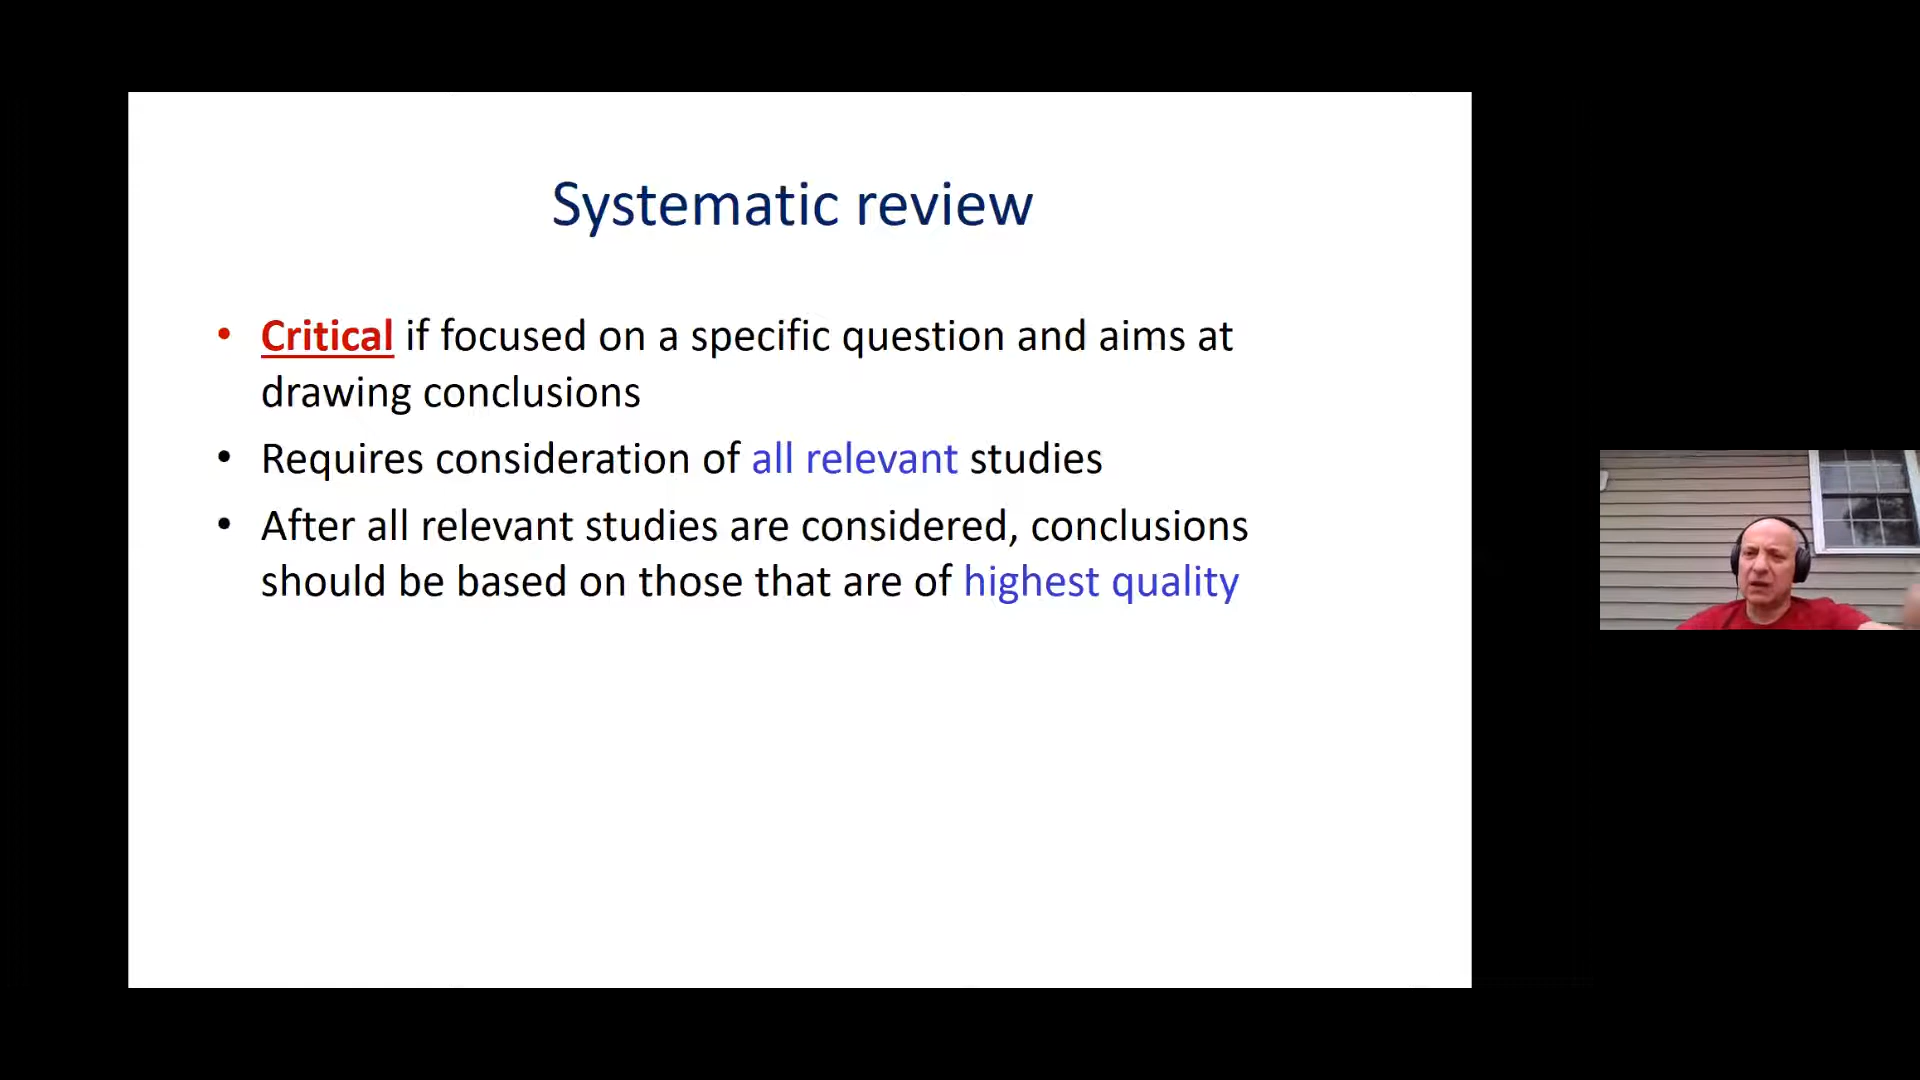 Systematic review
• Critical if focused on a specific question and aims at
drawing conclusions
• Requires consideration of all relevant studies
• After all relevant studies are considered, conclusions
should be based on those that are of highest quality